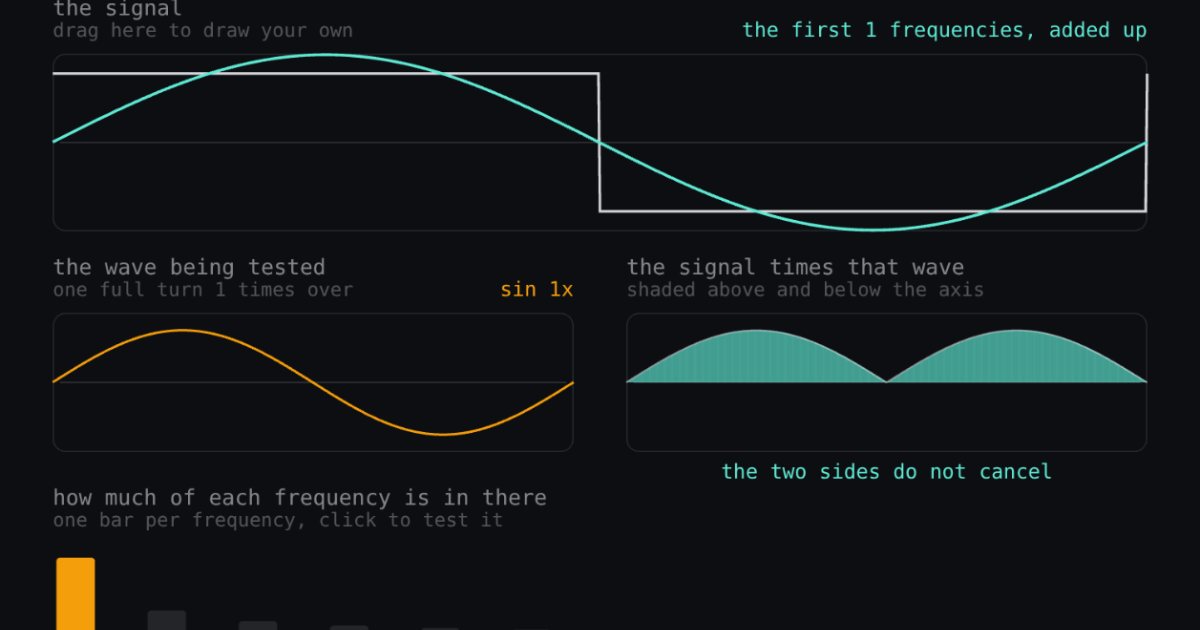 the signal
drag here to draw your own
the first 1 frequencies, added up
the wave being tested
one full turn 1 times over
sin 1x
the signal times that wave
shaded above and below the axis
the two sides do not cancel
how much of each frequency is in there
one bar per frequency, click to test it